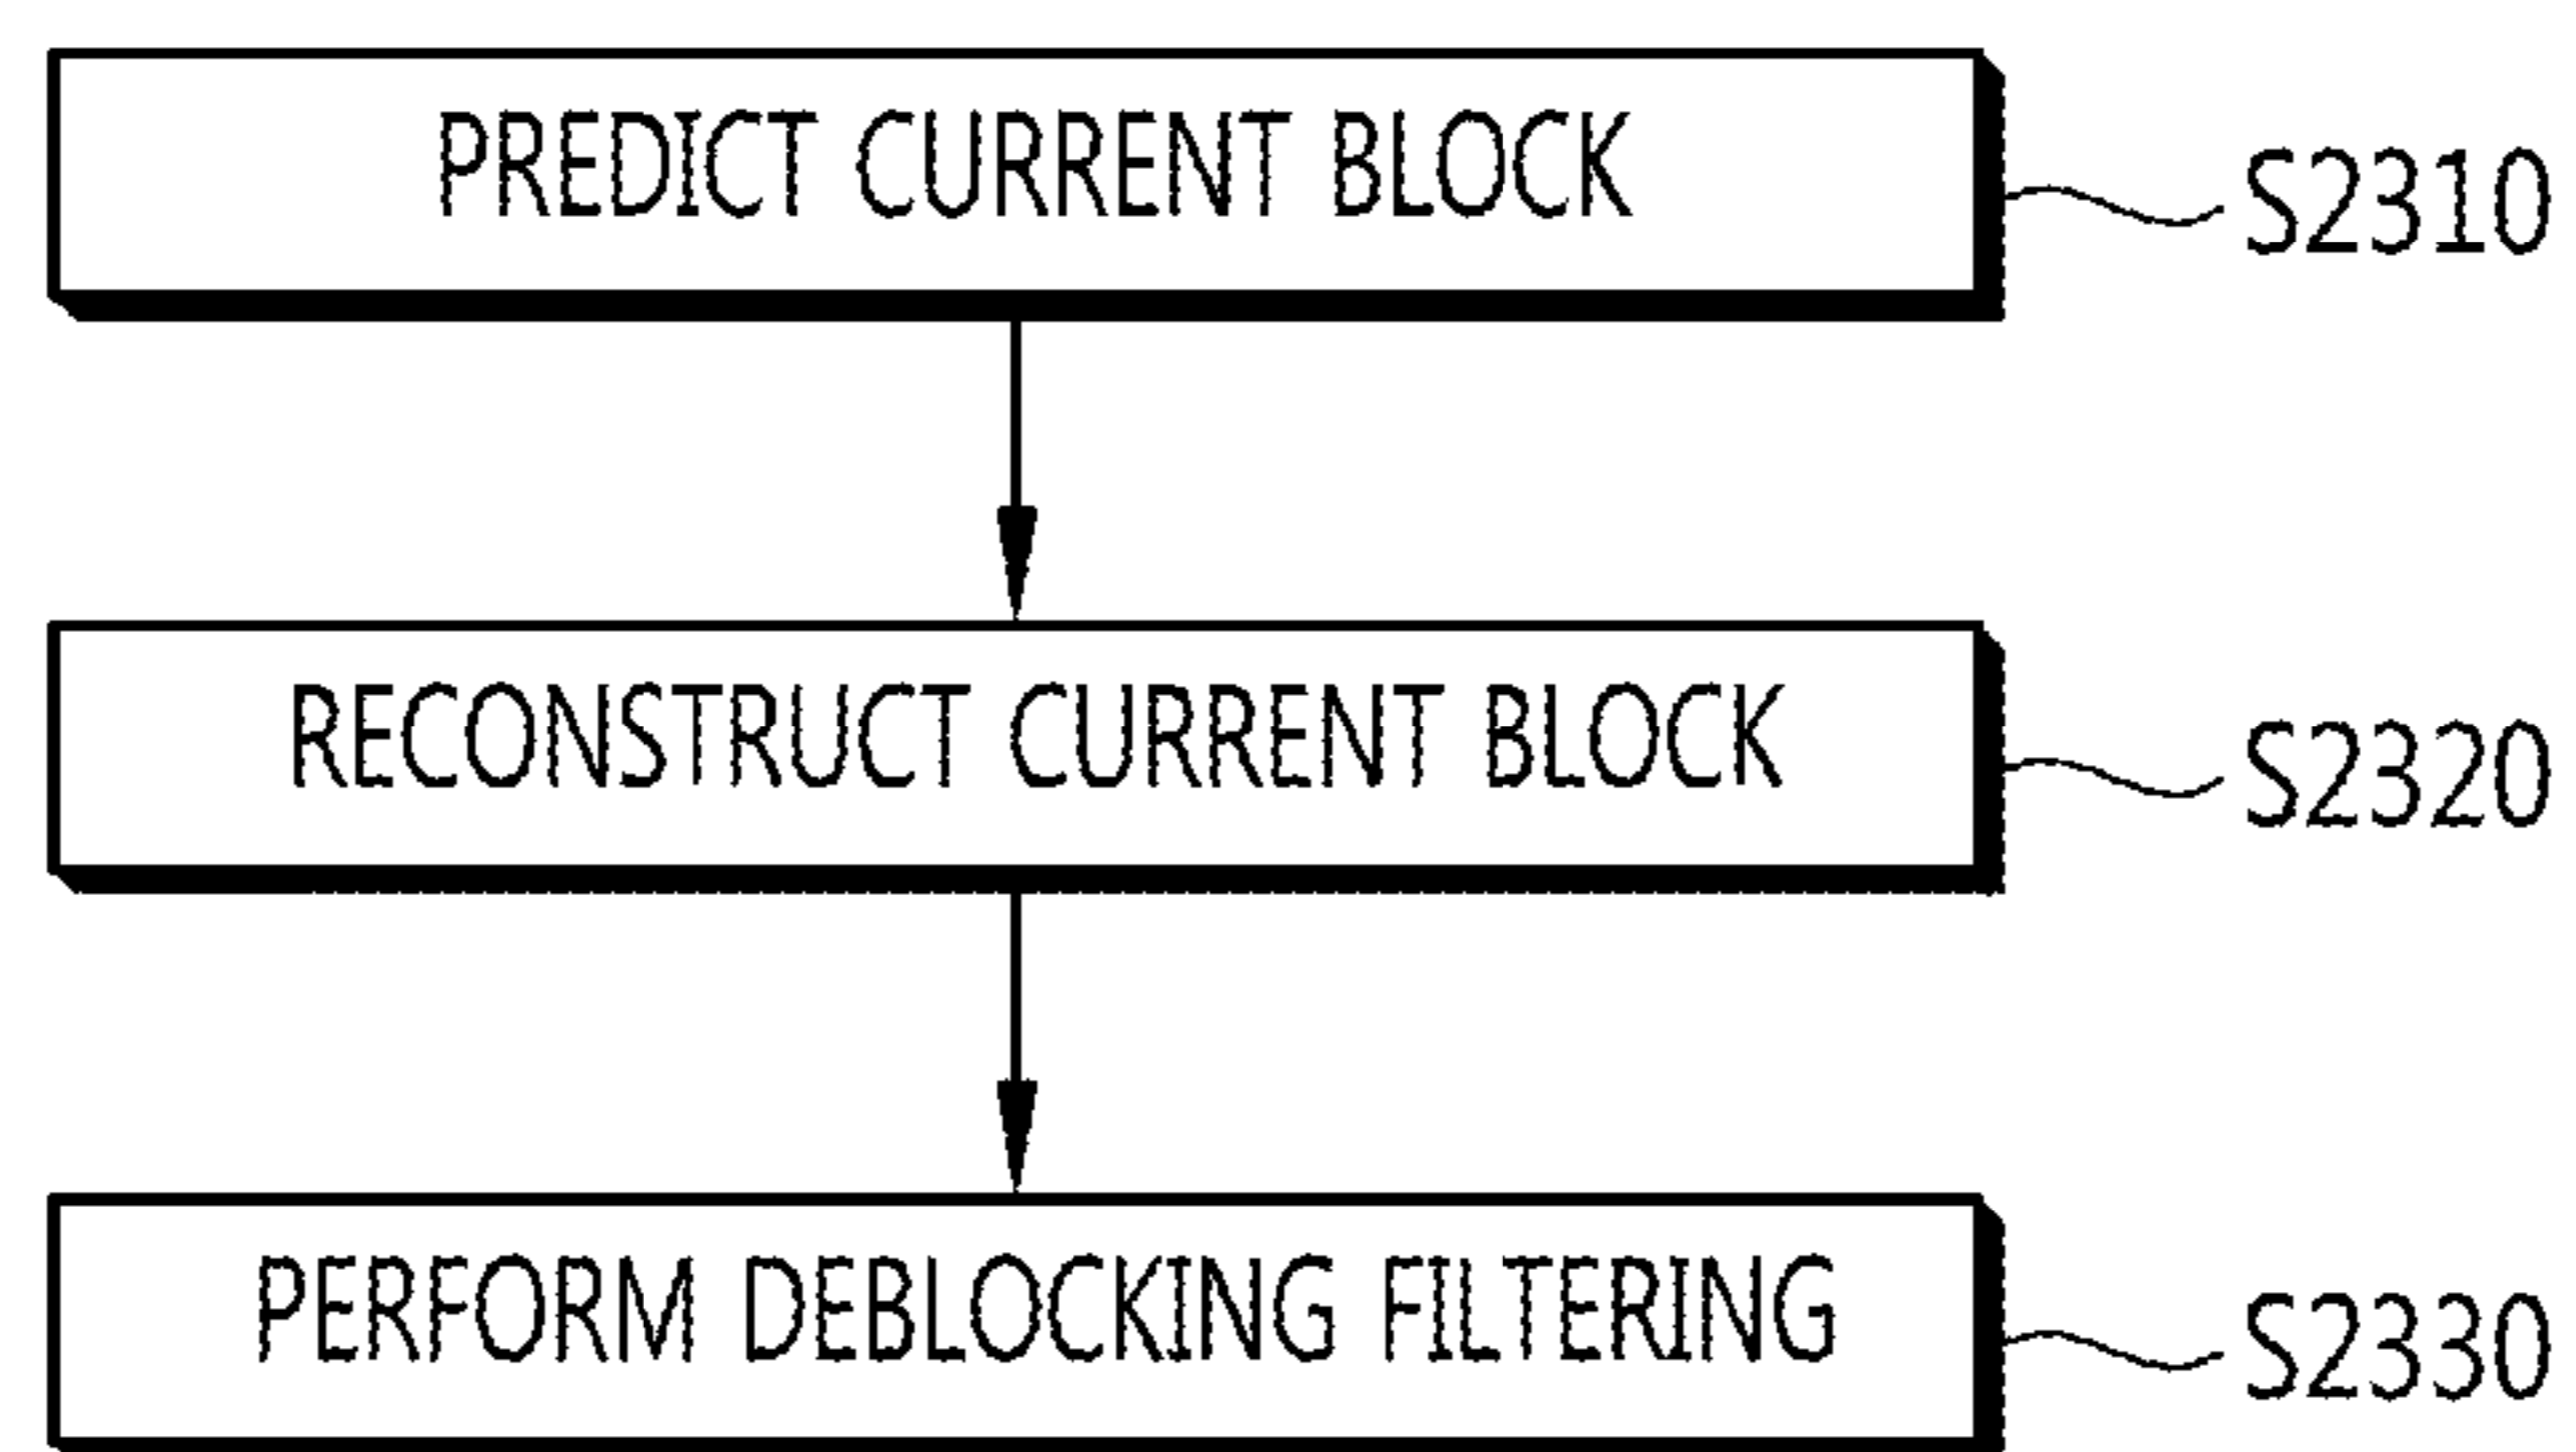 PREDICT CURRENT BLOCK
S2310
RECONSTRUCT CURRENT BLOCK
S2320
PERFORM DEBLOCKING FILTERING
S2330